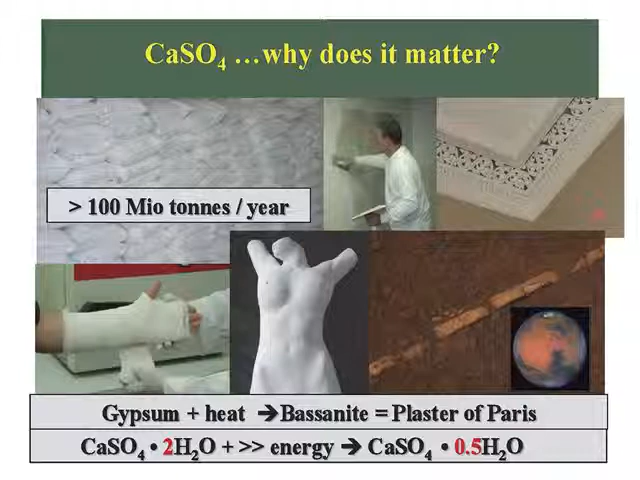 CaSO₄ …why does it matter?
> 100 Mio tonnes / year
Gypsum + heat ➔Bassanite = Plaster of Paris
CaSO₄ • 2H₂O + >> energy ➔ CaSO₄ • 0.5H₂O